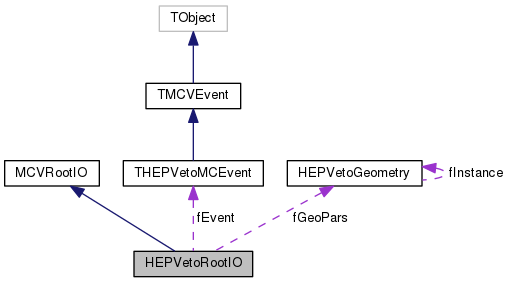 TObject
TMCVEvent
MCVRootIO
THEPVetoMCEvent
HEPVetoGeometry
fInstance
fEvent
fGeoPars
HEPVetoRootIO